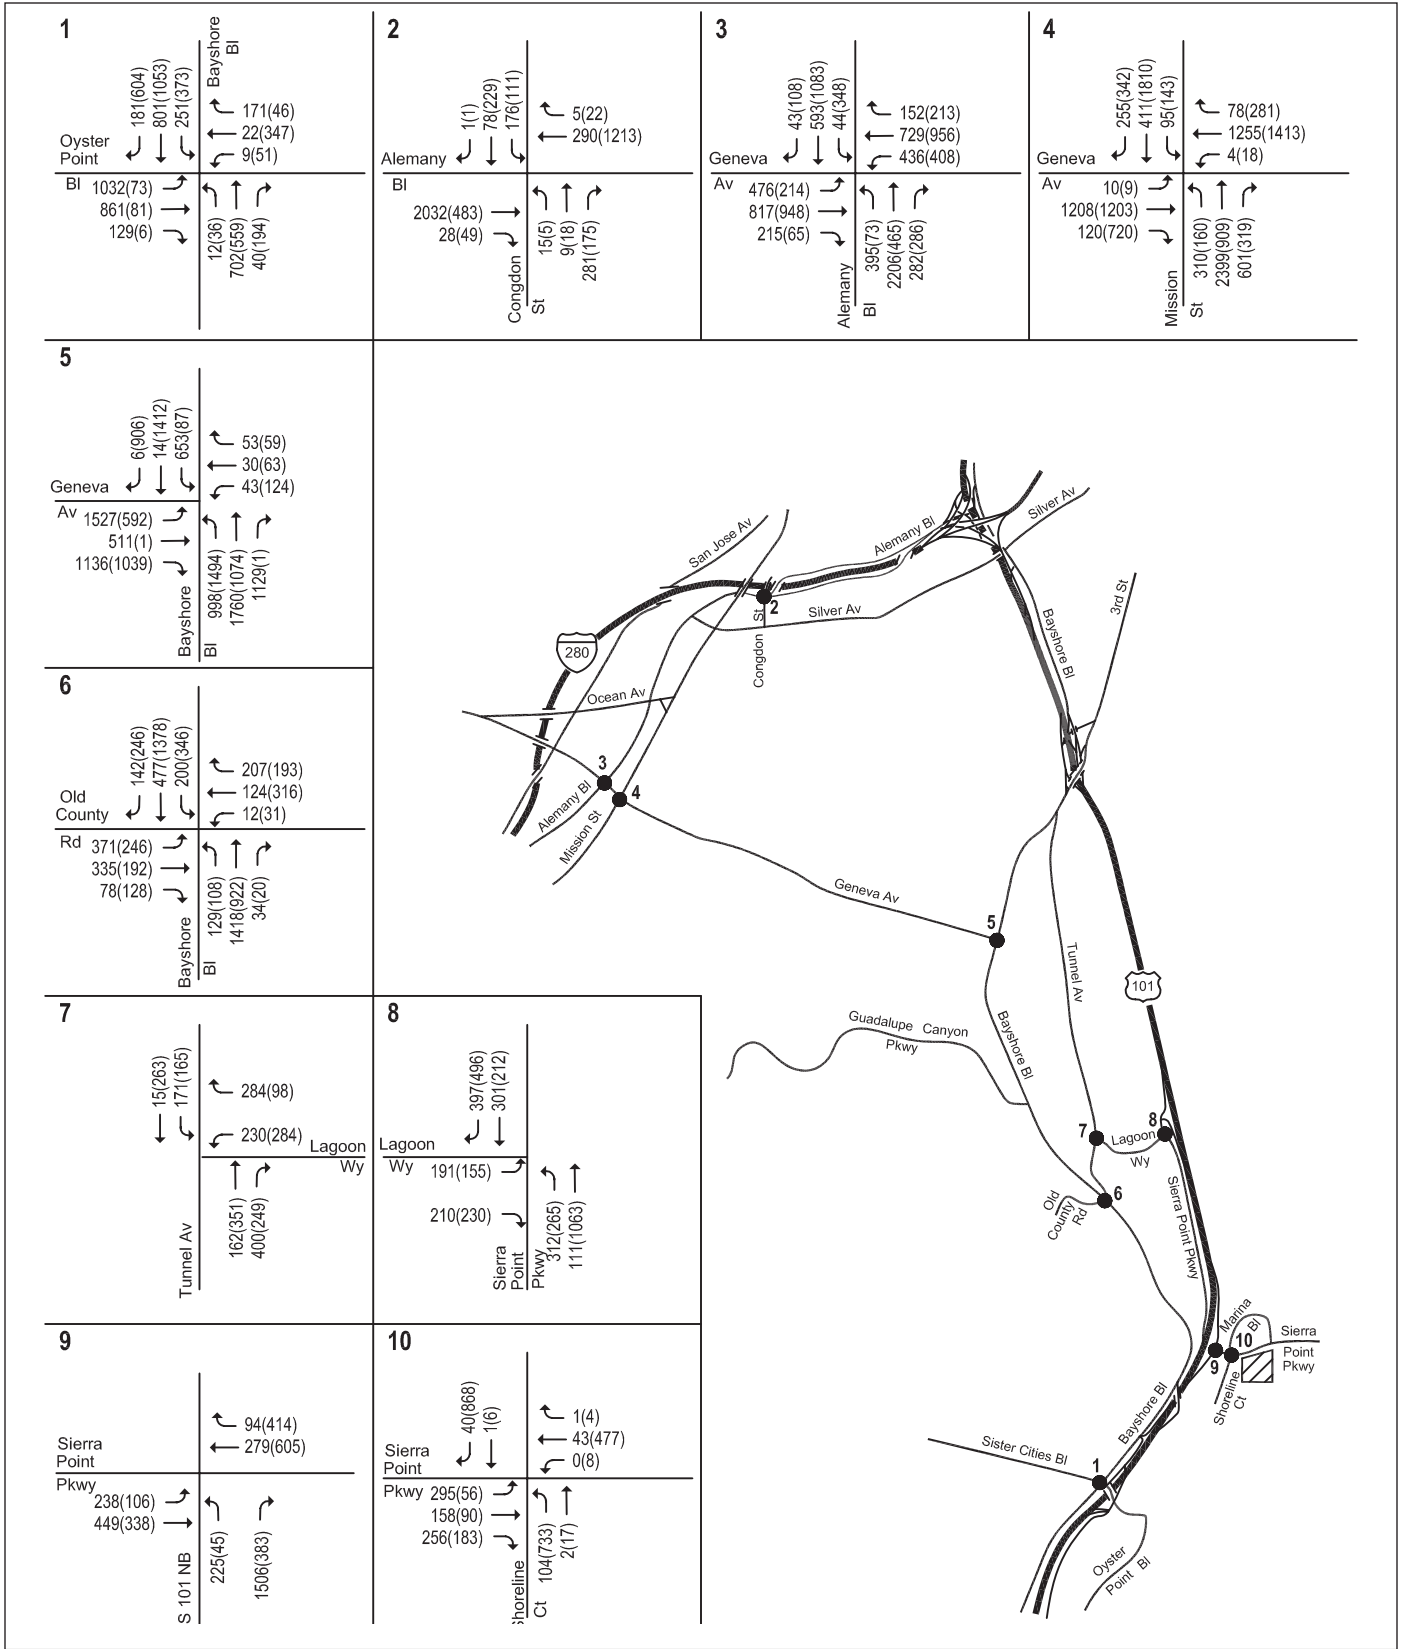 1
Bayshore
Bl
181(604)
801(1053)
251(373)
171(46)
22(347)
9(51)
Oyster
Point
Bl
1032(73)
861(81)
129(6)
12(36)
702(559)
40(194)
2
1(1)
78(229)
176(111)
5(22)
290(1213)
Alemany
Bl
2032(483)
28(49)
15(5)
9(18)
281(175)
Congdon
St
3
43(108)
593(1083)
44(348)
152(213)
729(956)
436(408)
Geneva
Av
476(214)
817(948)
215(65)
395(73)
2206(465)
282(286)
Alemany
Bl
4
255(342)
411(1810)
95(143)
78(281)
1255(1413)
4(18)
Geneva
Av
10(9)
1208(1203)
120(720)
310(160)
2399(909)
601(319)
Mission
St
5
6(906)
14(1412)
653(87)
53(59)
30(63)
43(124)
Geneva
Av
1527(592)
511(1)
1136(1039)
998(1494)
1760(1074)
1129(1)
Bayshore
Bl
6
142(246)
477(1378)
200(346)
207(193)
124(316)
12(31)
Old
County
Rd
371(246)
335(192)
78(128)
129(108)
1418(922)
34(20)
Bayshore
Bl
7
15(263)
171(165)
284(98)
230(284)
Lagoon
Wy
162(351)
400(249)
Tunnel Av
8
397(496)
301(212)
Lagoon
Wy
191(155)
210(230)
312(265)
111(1063)
Sierra
Point
Pkwy
9
94(414)
279(605)
Sierra
Point
Pkwy
238(106)
449(338)
225(45)
1506(383)
S 101 NB
10
40(868)
1(6)
1(4)
43(477)
0(8)
Sierra
Point
Pkwy
295(56)
158(90)
256(183)
104(733)
2(17)
Shoreline
Ct
San Jose Av
Alemany Bl
Silver Av
2
Silver Av
Congdon St
280
Ocean Av
Bayshore Bl
3rd St
3
4
Alemany Bl
Mission St
Geneva Av
5
Tunnel Av
101
Guadalupe Canyon
Pkwy
Bayshore Bl
7
Lagoon
Wy
8
6
Old
County
Rd
Sierra Point Pkwy
Marina
Bl
9
10
Sierra
Point
Pkwy
Shoreline
Ct
Bayshore Bl
Sister Cities Bl
1
Oyster
Point Bl